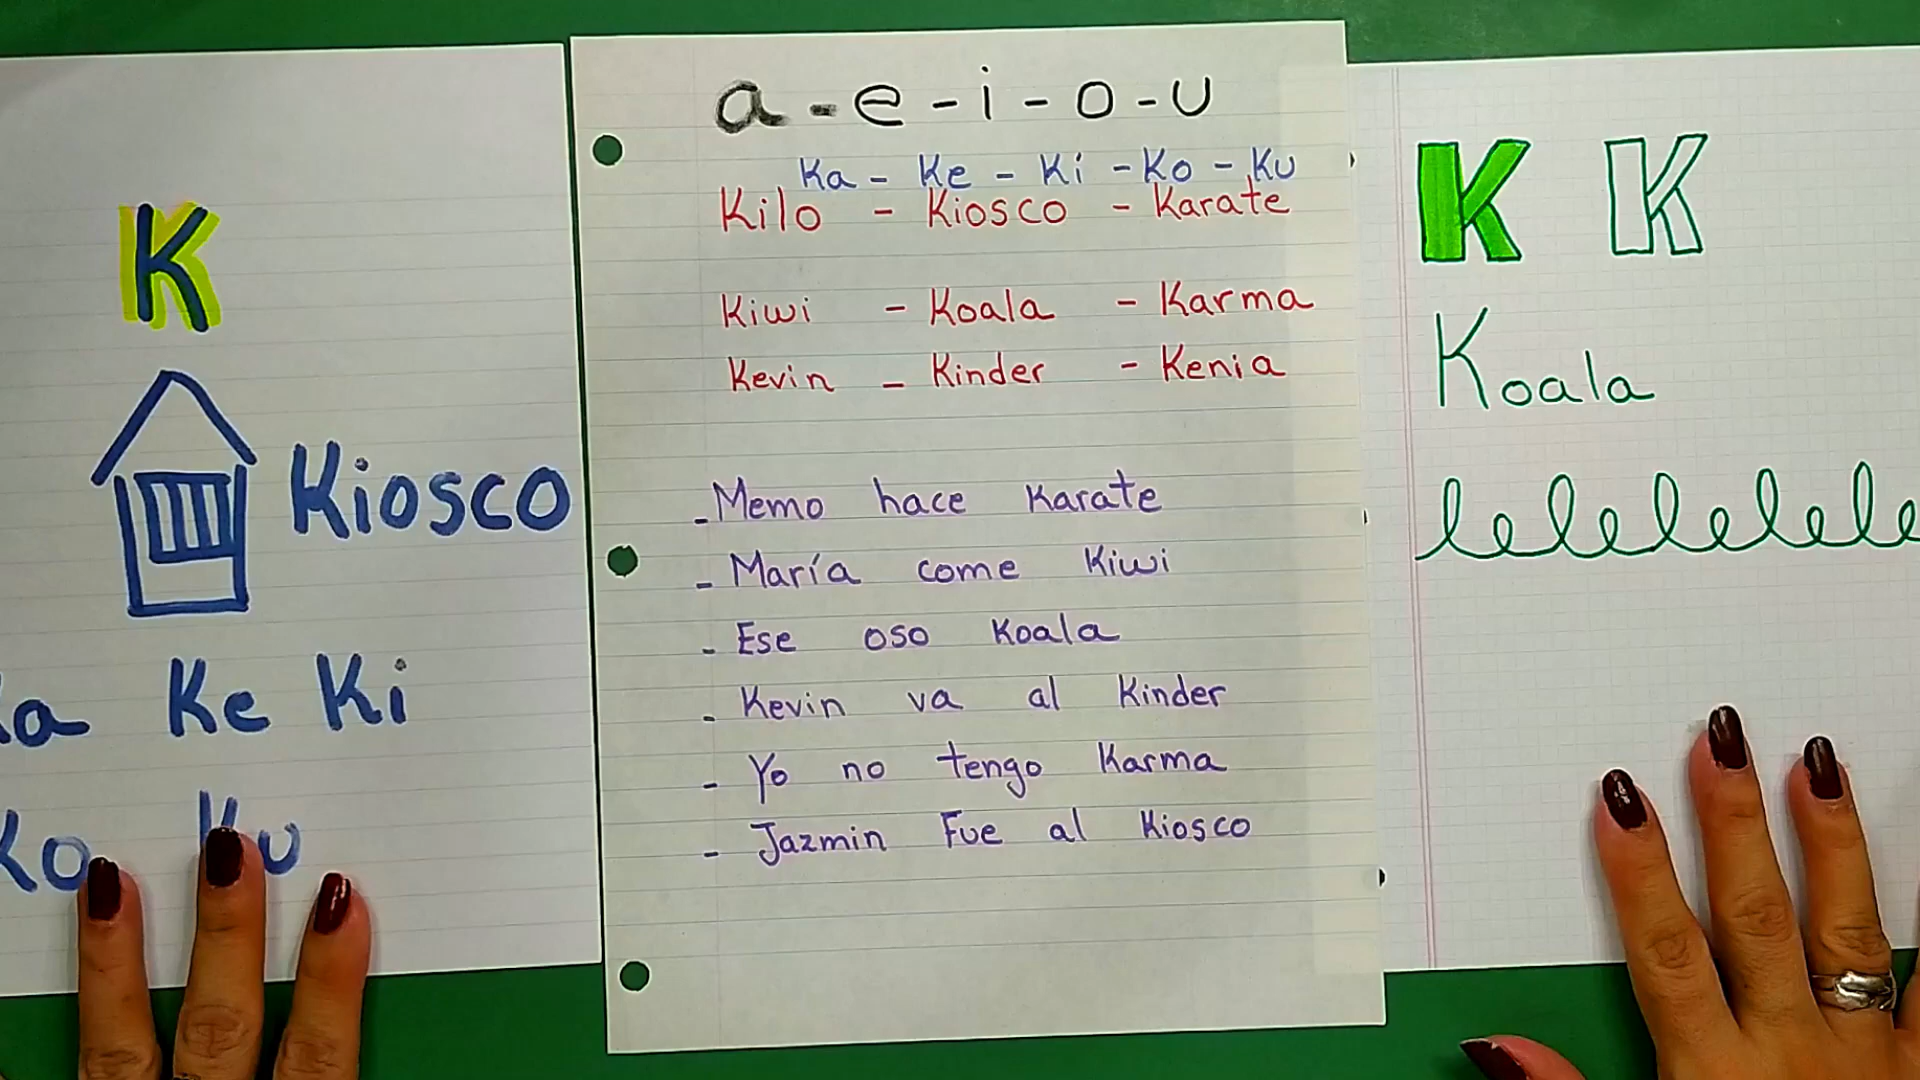 K
Kiosco
a Ke Ki
Ko Ku
a - e - i - o - u
Ka - Ke - Ki - Ko - Ku
Kilo - Kiosco - Karate
Kiwi - Koala - Karma
Kevin - Kinder - Kenia
- Memo hace Karate
- María come Kiwi
- Ese oso Koala
- Kevin va al Kinder
- Yo no tengo Karma
- Jazmin Fue al Kiosco
K K
Koala
lelelelele